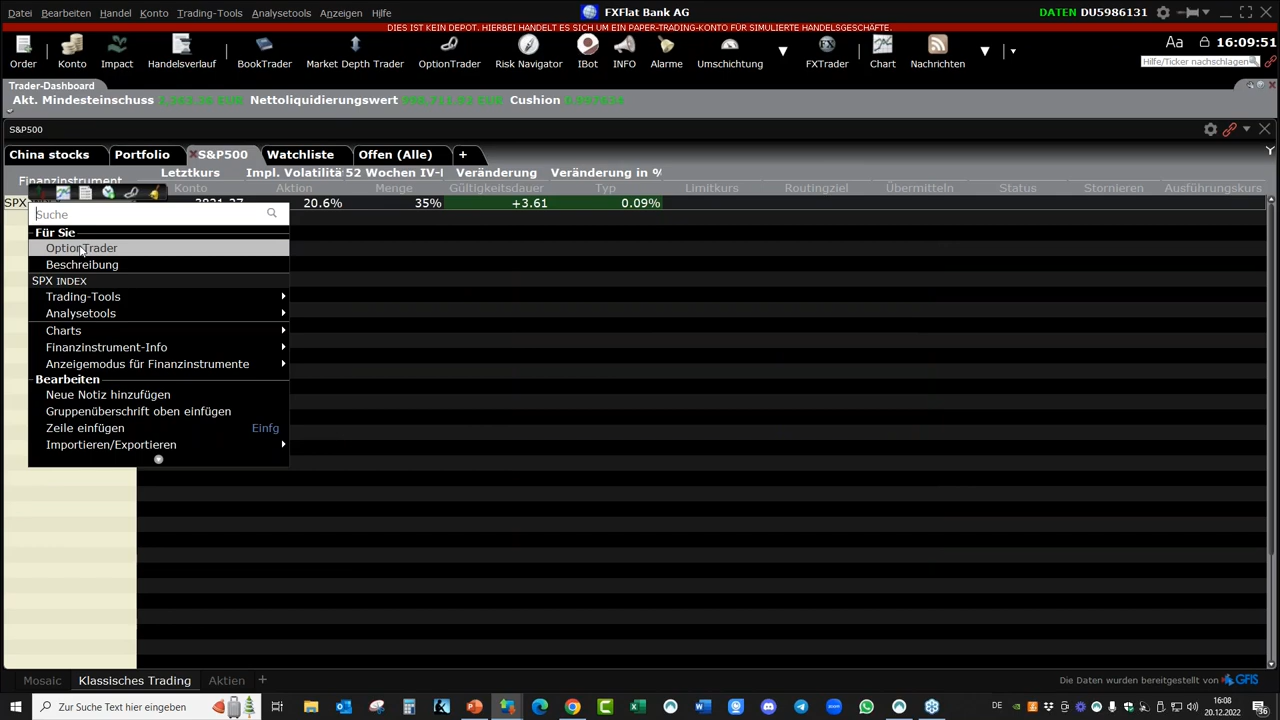 Datei Bearbeiten Handel Konto Trading-Tools Analysetools Anzeigen Hilfe FXFlat Bank AG DATEN DU5986131
DIES IST KEIN DEPOT. HIERBEI HANDELT ES SICH UM EIN PAPER-TRADING-KONTO FÜR SIMULIERTE HANDELSGESCHÄFTE.
Aa 16:09:51
Order Konto Impact Handelsverlauf BookTrader Market Depth Trader OptionTrader Risk Navigator IBot INFO Alarme Umschichtung FXTrader Chart Nachrichten Hilfe/Ticker nachschlagen
Trader-Dashboard
Akt. Mindesteinschuss Nettoliquidierungswert Cushion
S&P500
China stocks Portfolio S&P500 Watchliste Offen (Alle) +
Letztkurs Impl. Volatilitä 52 Wochen IV-I Veränderung Veränderung in %
Finanzinstrument Konto Aktion Menge Gültigkeitsdauer Typ Limitkurs Routingziel Übermitteln Status Stornieren Ausführungskurs
SPX 20.6% 35% +3.61 0.09%
Suche
Für Sie
OptionTrader
Beschreibung
SPX INDEX
Trading-Tools
Analysetools
Charts
Finanzinstrument-Info
Anzeigemodus für Finanzinstrumente
Bearbeiten
Neue Notiz hinzufügen
Gruppenüberschrift oben einfügen
Zeile einfügen Einfg
Importieren/Exportieren
Mosaic Klassisches Trading Aktien + Die Daten wurden bereitgestellt von GFIS
Zur Suche Text hier eingeben DE 16:08
20.12.2022 36